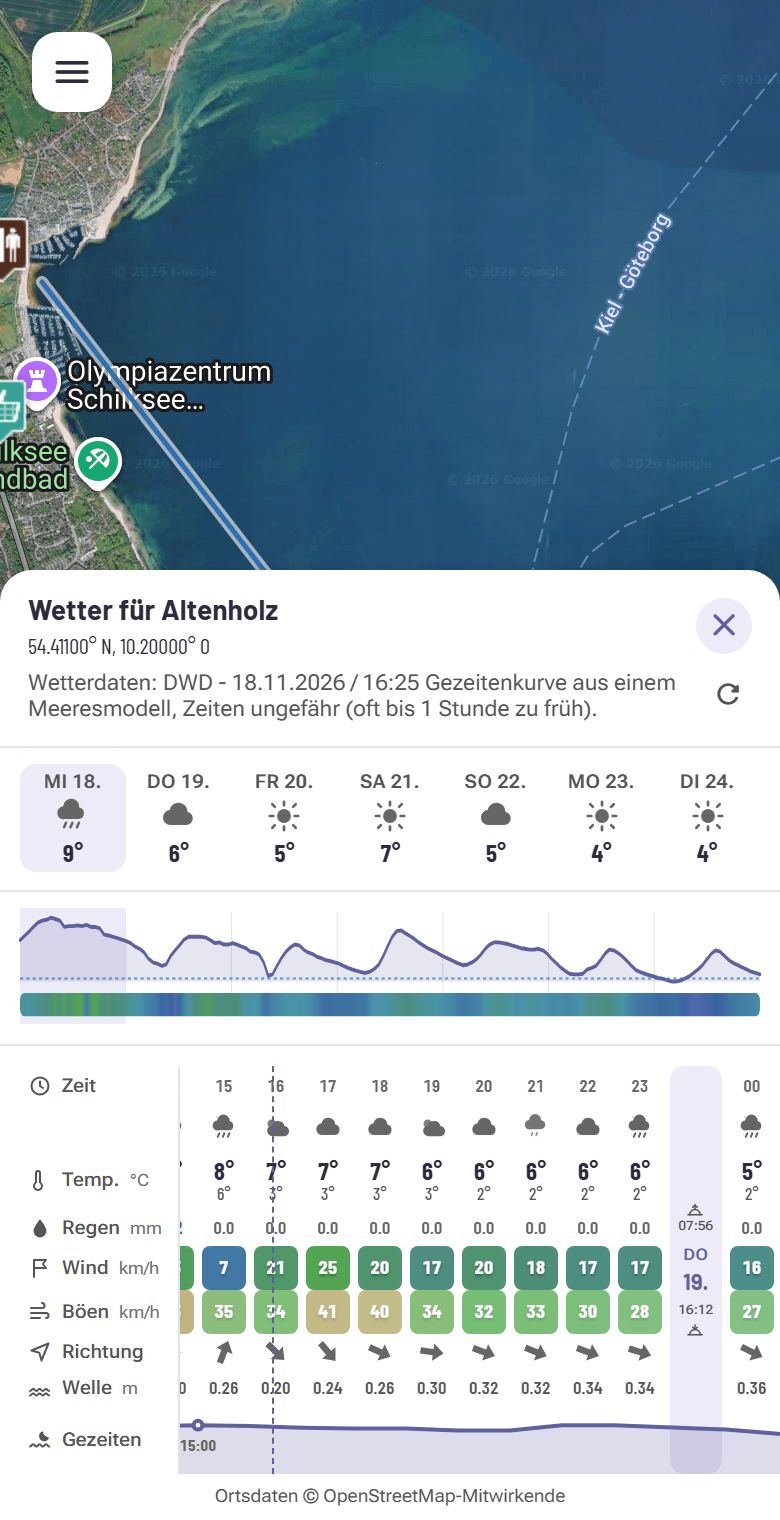 © 2026
Kiel - Göteborg
© 2026 Google
© 2026 Google
Olympiazentrum
Schilksee...
lksee
ndbad
2026 Google
© 2026 Google
© 2026 Google
Wetter für Altenholz
54.41100° N, 10.20000° O
Wetterdaten: DWD - 18.11.2026 / 16:25 Gezeitenkurve aus einem
Meeresmodell, Zeiten ungefähr (oft bis 1 Stunde zu früh).
MI 18. DO 19. FR 20. SA 21. SO 22. MO 23. DI 24.
9° 6° 5° 7° 5° 4° 4°
Zeit 15 16 17 18 19 20 21 22 23 00
Temp. °C 8° 7° 7° 7° 6° 6° 6° 6° 6° 5°
6° 3° 3° 3° 3° 2° 2° 2° 2° 2°
Regen mm 0.0 0.0 0.0 0.0 0.0 0.0 0.0 0.0 0.0 07:56 0.0
Wind km/h 7 21 25 20 17 20 18 17 17 DO 19. 16
Böen km/h 35 34 41 40 34 32 33 30 28 16:12 27
Richtung
Welle m 0.26 0.20 0.24 0.26 0.30 0.32 0.32 0.34 0.34 0.36
Gezeiten 15:00
Ortsdaten © OpenStreetMap-Mitwirkende